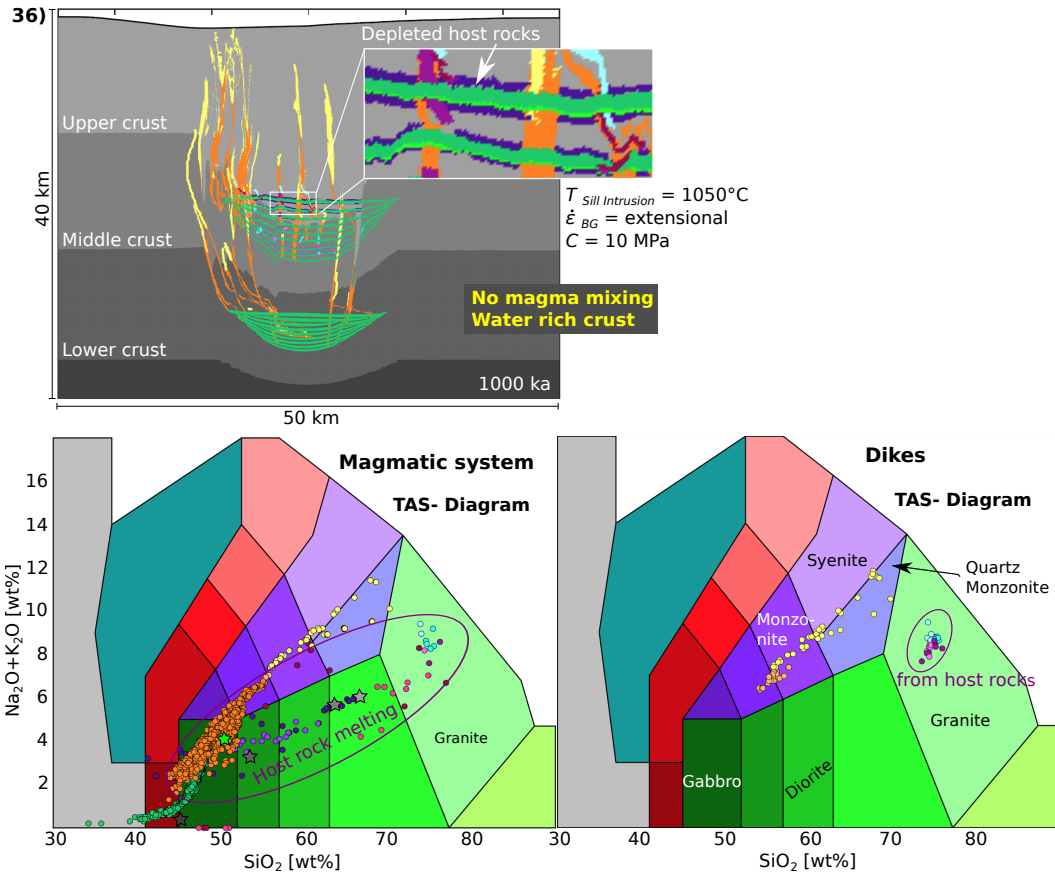 36)
Depleted host rocks
Upper crust
40 km
Middle crust
Lower crust
1000 ka
50 km
T Sill Intrusion = 1050°C
ε̇ BG = extensional
C = 10 MPa
No magma mixing
Water rich crust
Magmatic system
TAS- Diagram
Na2O+K2O [wt%]
16
14
12
10
8
6
4
2
Host rock melting
Granite
30 40 50 60 70 80
SiO2 [wt%]
Dikes
TAS- Diagram
Syenite
Quartz
Monzonite
Monzo-
nite
from host rocks
Granite
Gabbro
Diorite
30 40 50 60 70 80
SiO2 [wt%]